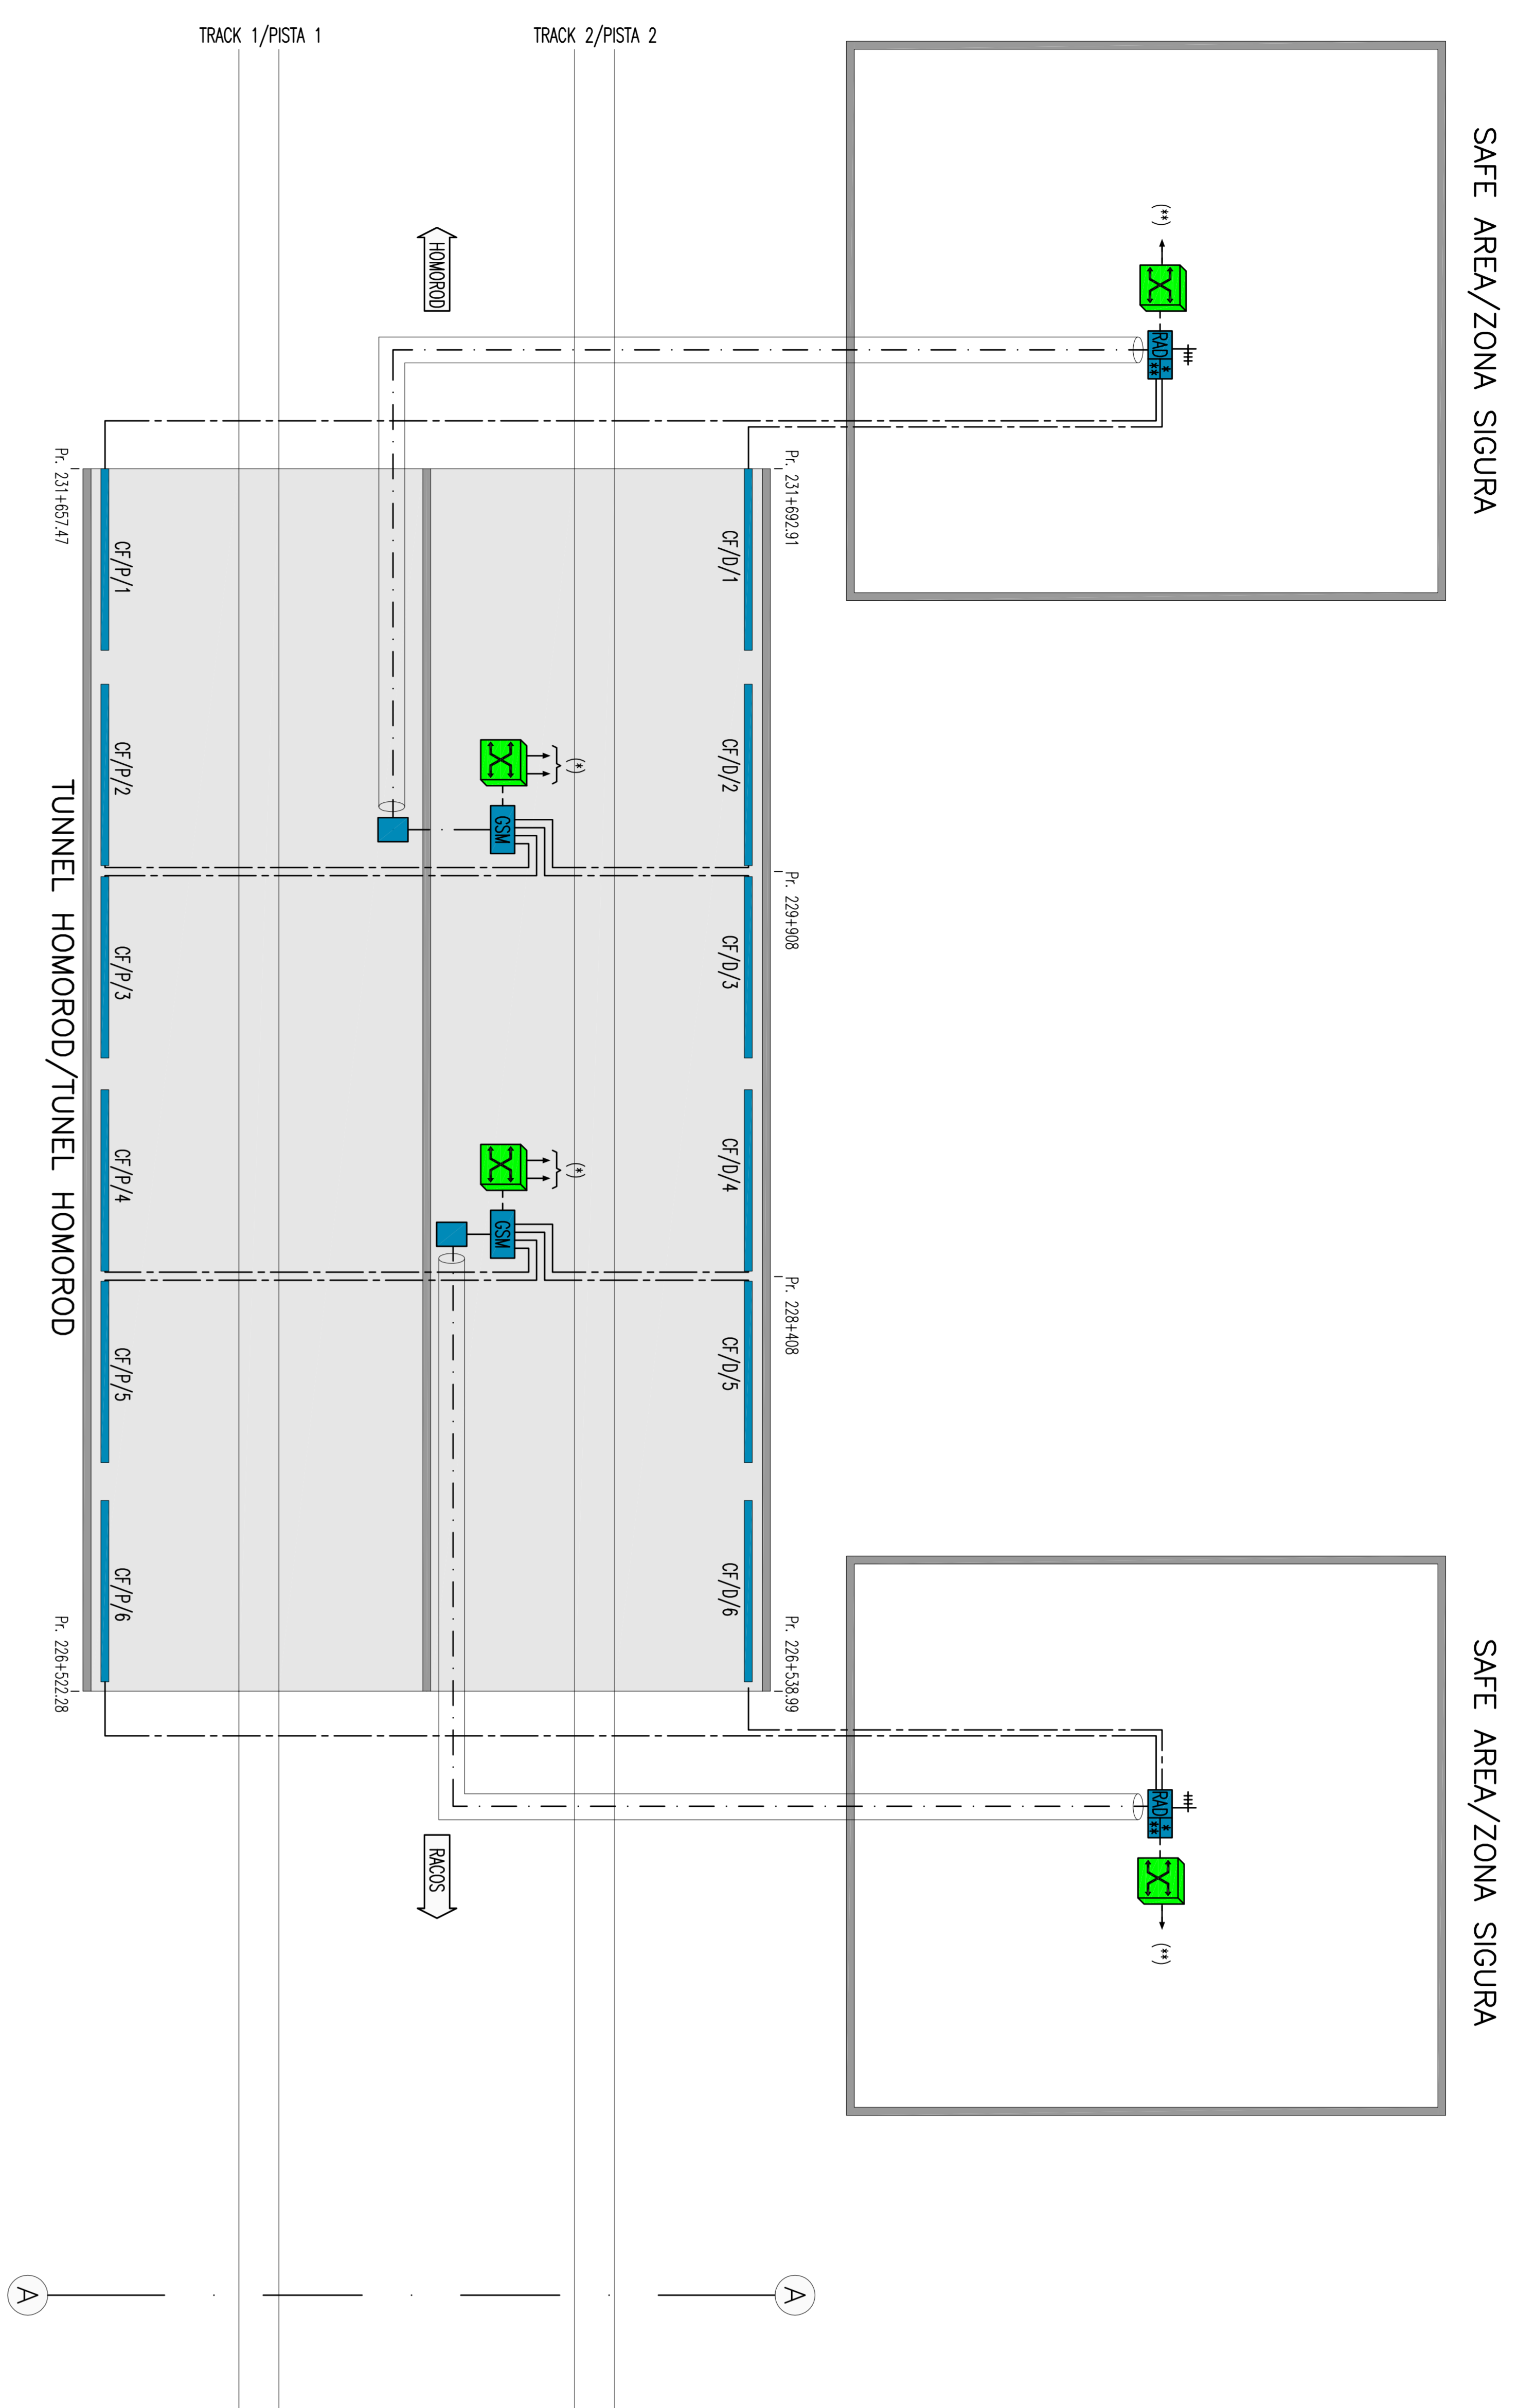 TRACK 1/PISTA 1
TRACK 2/PISTA 2
SAFE AREA/ZONA SIGURA
(**)
RAD
*
**
HOMOROD
Pr. 231+657.47
Pr. 231+692.91
CF/P/1
CF/D/1
CF/P/2
CF/D/2
(*)
GSM
Pr. 229+908
CF/P/3
CF/D/3
TUNNEL HOMOROD/TUNEL HOMOROD
CF/P/4
CF/D/4
(*)
GSM
Pr. 228+408
CF/P/5
CF/D/5
CF/P/6
CF/D/6
Pr. 226+522.28
Pr. 226+538.99
SAFE AREA/ZONA SIGURA
RAD
*
**
(**)
RACOS
A
A